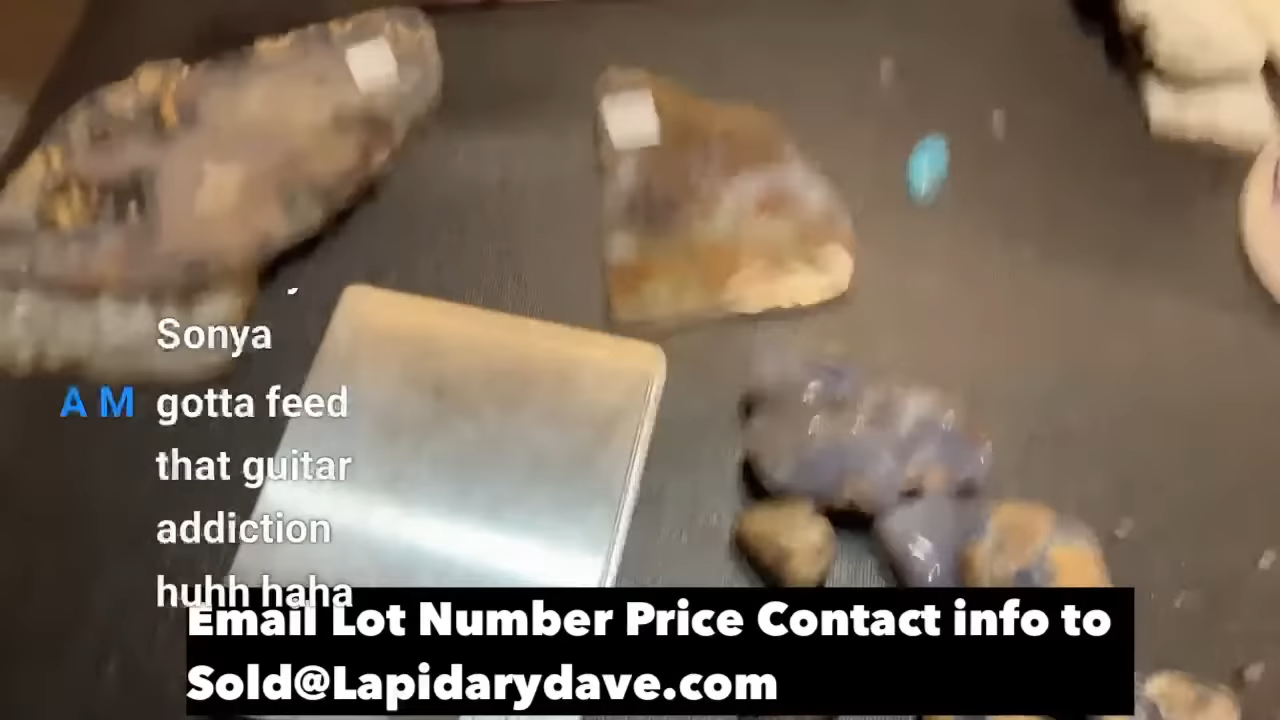 Sonya
A M gotta feed
that guitar
addiction
huhh haha
Email Lot Number Price Contact info to
Sold@Lapidarydave.com